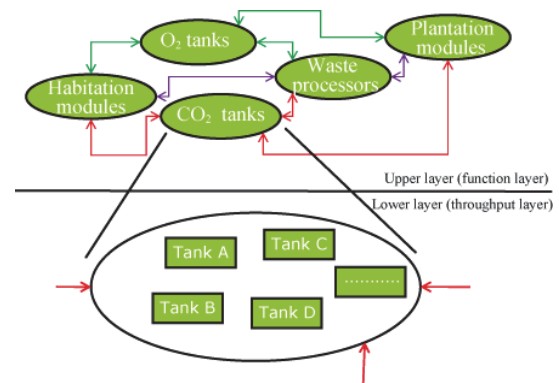 O₂ tanks
Plantation
modules
Waste
processors
Habitation
modules
CO₂ tanks
Upper layer (function layer)
Lower layer (throughput layer)
Tank A
Tank C
...........
Tank B
Tank D